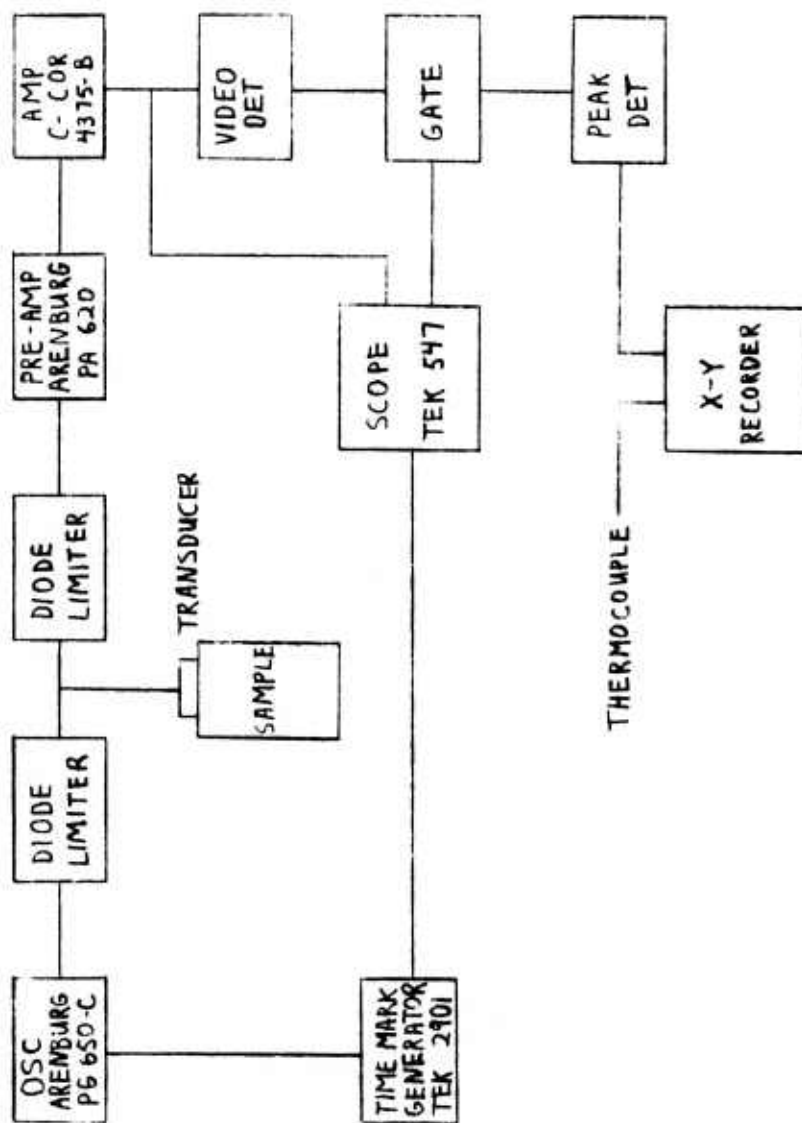 OSC
ARENBURG
PG 650-C
DIODE
LIMITER
DIODE
LIMITER
PRE-AMP
ARENBURG
PA 620
AMP
C-COR
4375-B
TRANSDUCER
SAMPLE
VIDEO
DET
TIME MARK
GENERATOR
TEK 2901
SCOPE
TEK 547
GATE
THERMOCOUPLE
X-Y
RECORDER
PEAK
DET